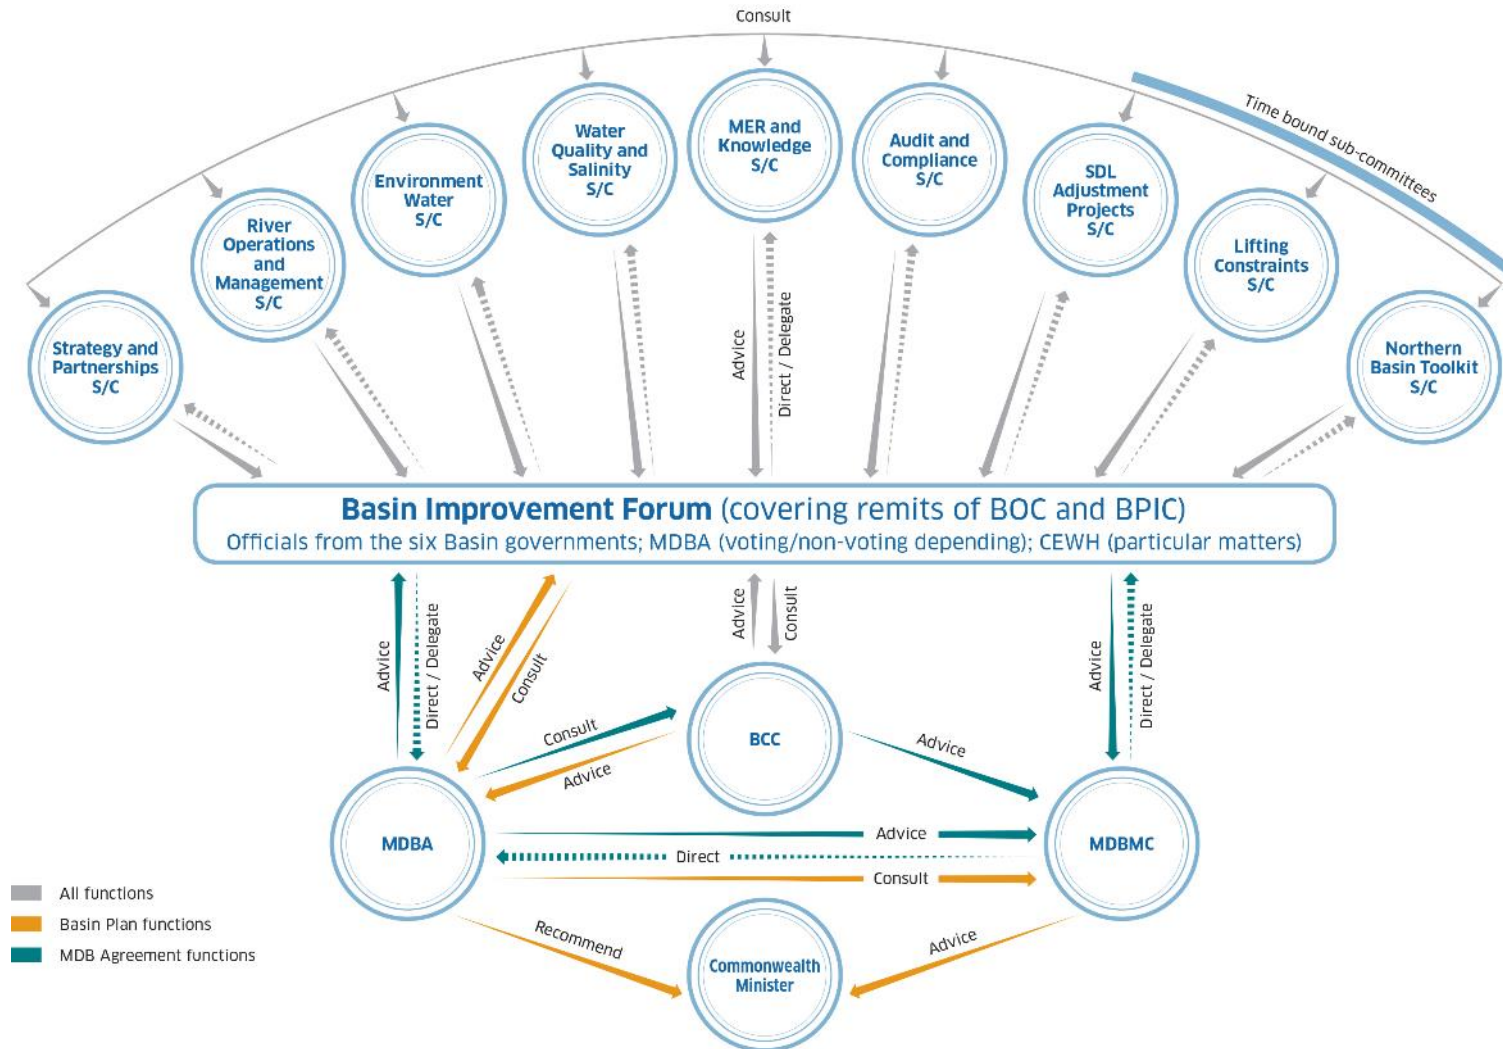 Consult
Time bound sub-committees
Strategy and
Partnerships
S/C
River
Operations
and
Management
S/C
Environment
Water
S/C
Water
Quality and
Salinity
S/C
MER and
Knowledge
S/C
Audit and
Compliance
S/C
SDL
Adjustment
Projects
S/C
Lifting
Constraints
S/C
Northern
Basin Toolkit
S/C
Advice
Direct / Delegate
Basin Improvement Forum (covering remits of BOC and BPIC)
Officials from the six Basin governments; MDBA (voting/non-voting depending); CEWH (particular matters)
Advice
Direct / Delegate
Advice
Consult
Advice
Consult
Advice
Direct / Delegate
Consult
Advice
BCC
Advice
MDBA
Advice
Direct
Consult
MDBMC
Recommend
Advice
Commonwealth
Minister
All functions
Basin Plan functions
MDB Agreement functions